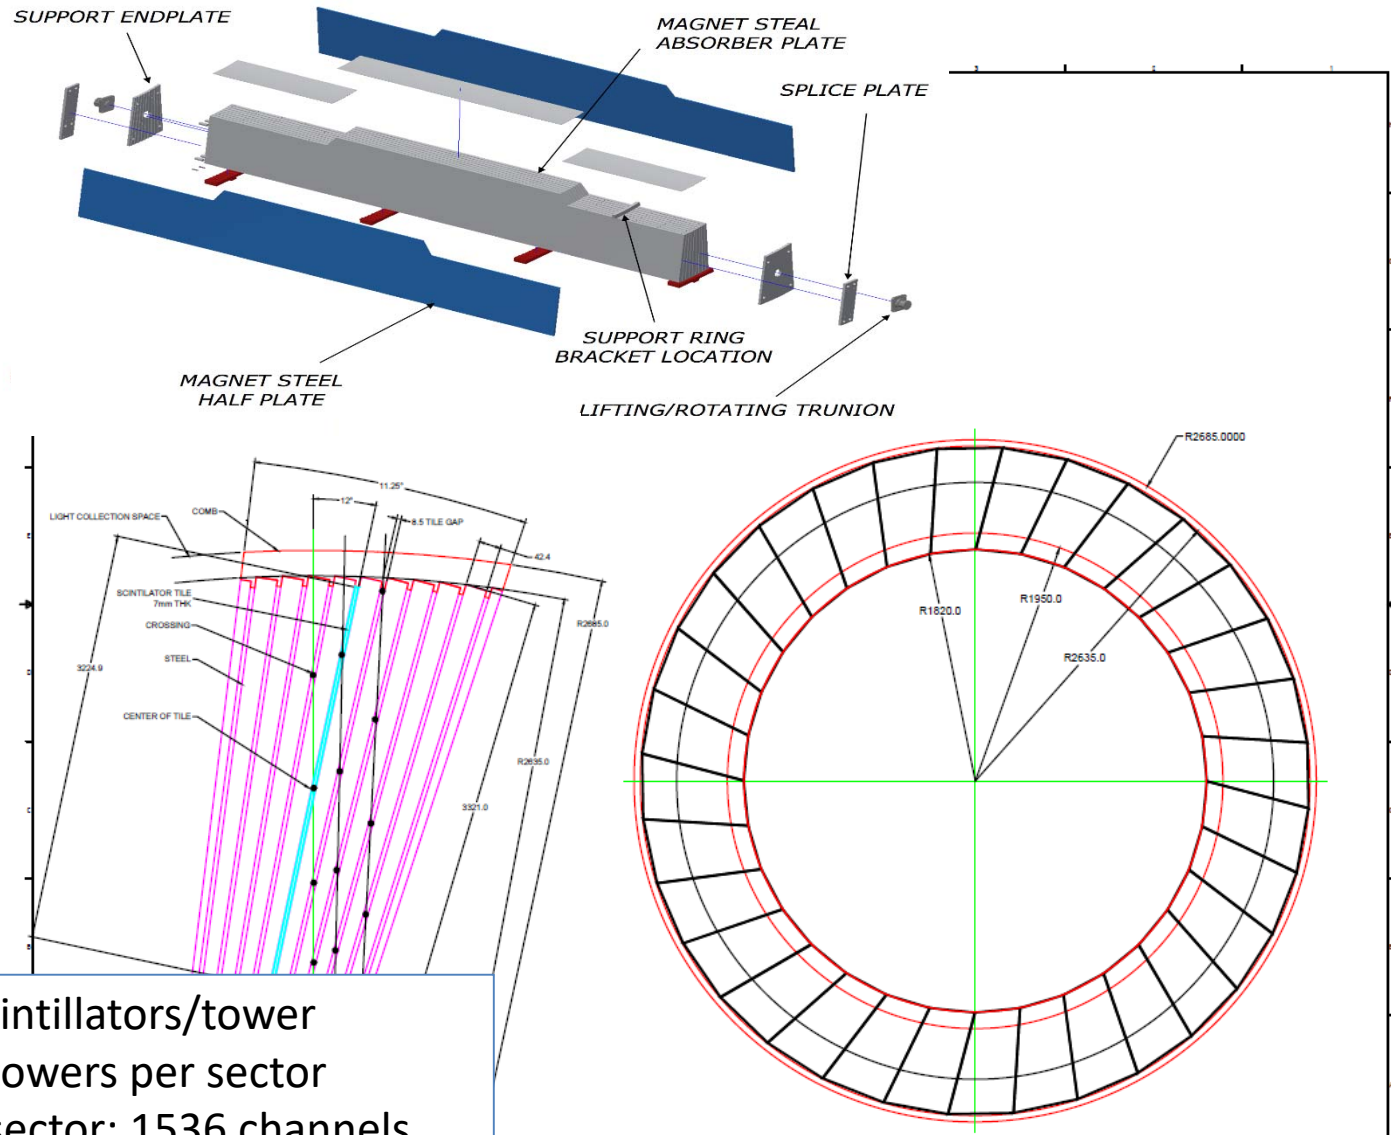 SUPPORT ENDPLATE
MAGNET STEAL
ABSORBER PLATE
SPLICE PLATE
SUPPORT RING
BRACKET LOCATION
MAGNET STEEL
HALF PLATE
LIFTING/ROTATING TRUNION
R2685.0000
11.25°
12°
LIGHT COLLECTION SPACE
COMB
8.5 TILE GAP
42.4
SCINTILATOR TILE
7mm THK
CROSSING
STEEL
3224.9
CENTER OF TILE
R2685.0
R2635.0
3321.0
R1820.0
R1950.0
R2635.0
intillators/tower
owers per sector
sector: 1536 channels